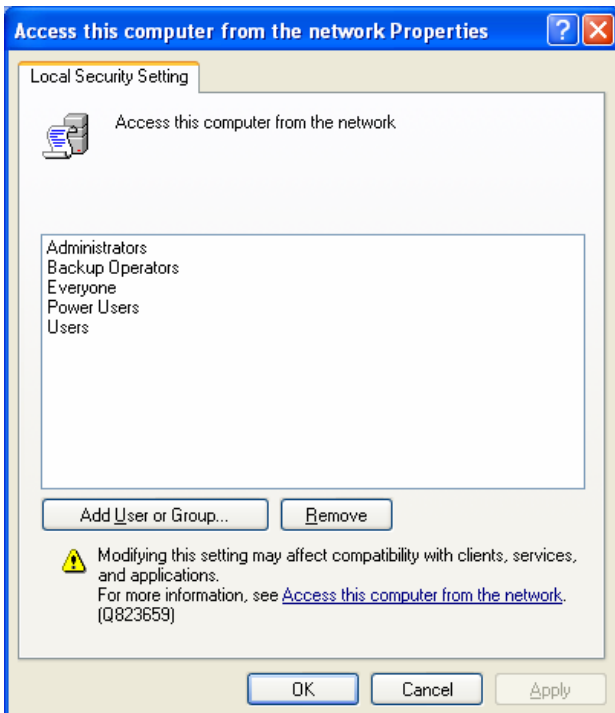 Access this computer from the network Properties
Local Security Setting
Access this computer from the network
Administrators
Backup Operators
Everyone
Power Users
Users
Add User or Group...
Remove
Modifying this setting may affect compatibility with clients, services,
and applications.
For more information, see Access this computer from the network.
(Q823659)
OK
Cancel
Apply